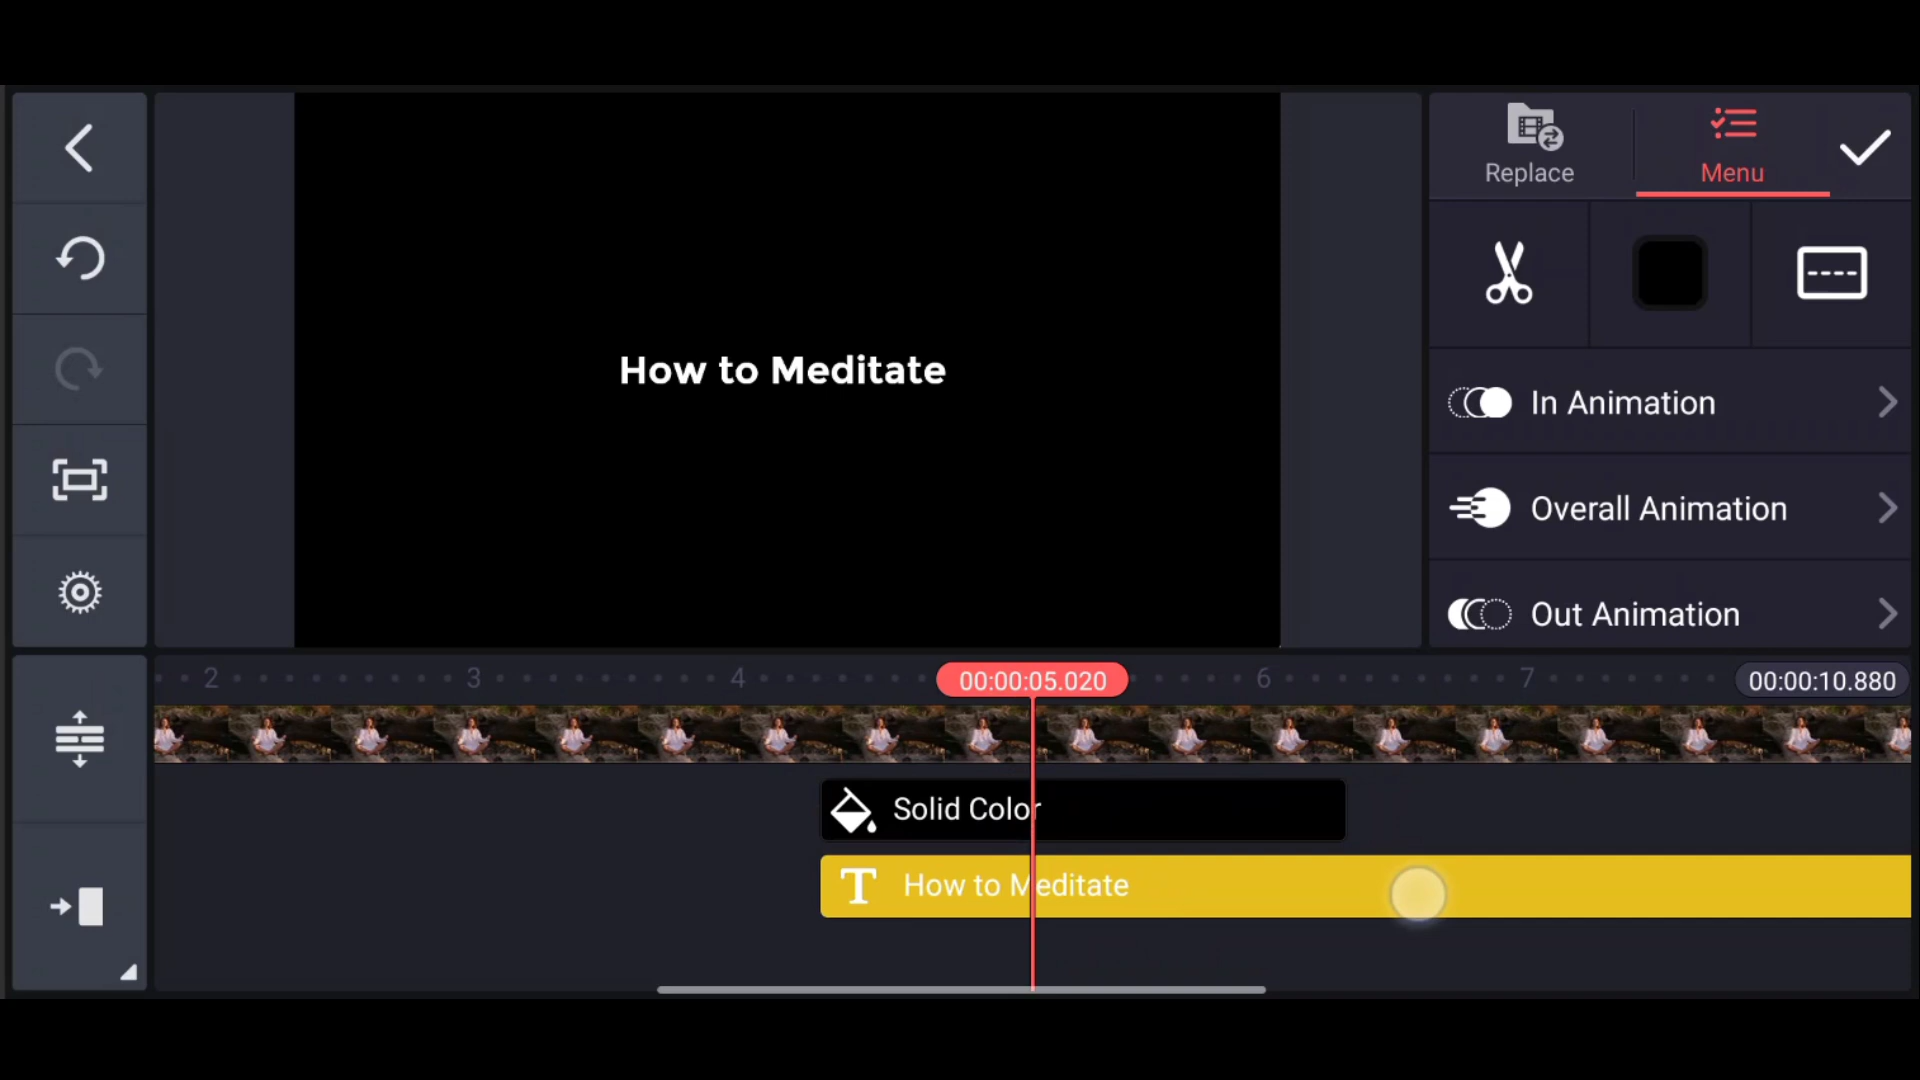 Replace
Menu
How to Meditate
In Animation
Overall Animation
Out Animation
2
3
4
00:00:05.020
6
7
00:00:10.880
Solid Color
T How to Meditate